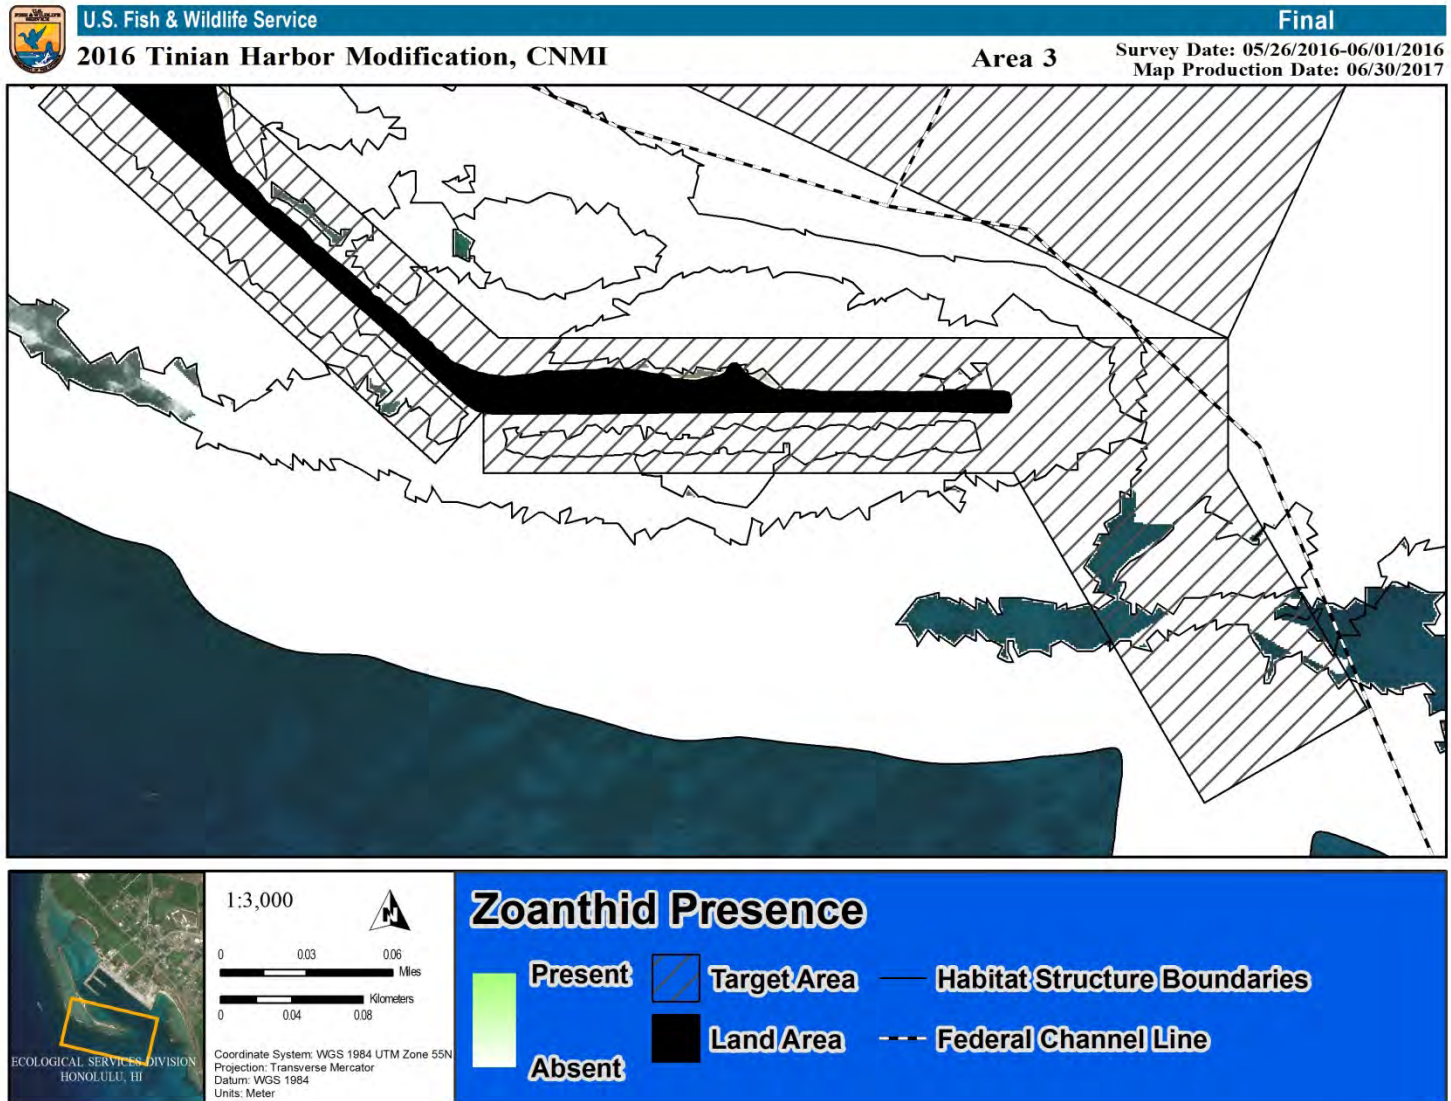 U.S.
FISH & WILDLIFE
SERVICE
U.S. Fish & Wildlife Service
Final
2016 Tinian Harbor Modification, CNMI
Area 3
Survey Date: 05/26/2016-06/01/2016
Map Production Date: 06/30/2017
ECOLOGICAL SERVICES DIVISION
HONOLULU, HI
1:3,000
N
0 0.03 0.06
Miles
Kilometers
0 0.04 0.08
Coordinate System: WGS 1984 UTM Zone 55N
Projection: Transverse Mercator
Datum: WGS 1984
Units: Meter
Zoanthid Presence
Present
Absent
Target Area
Land Area
Habitat Structure Boundaries
Federal Channel Line